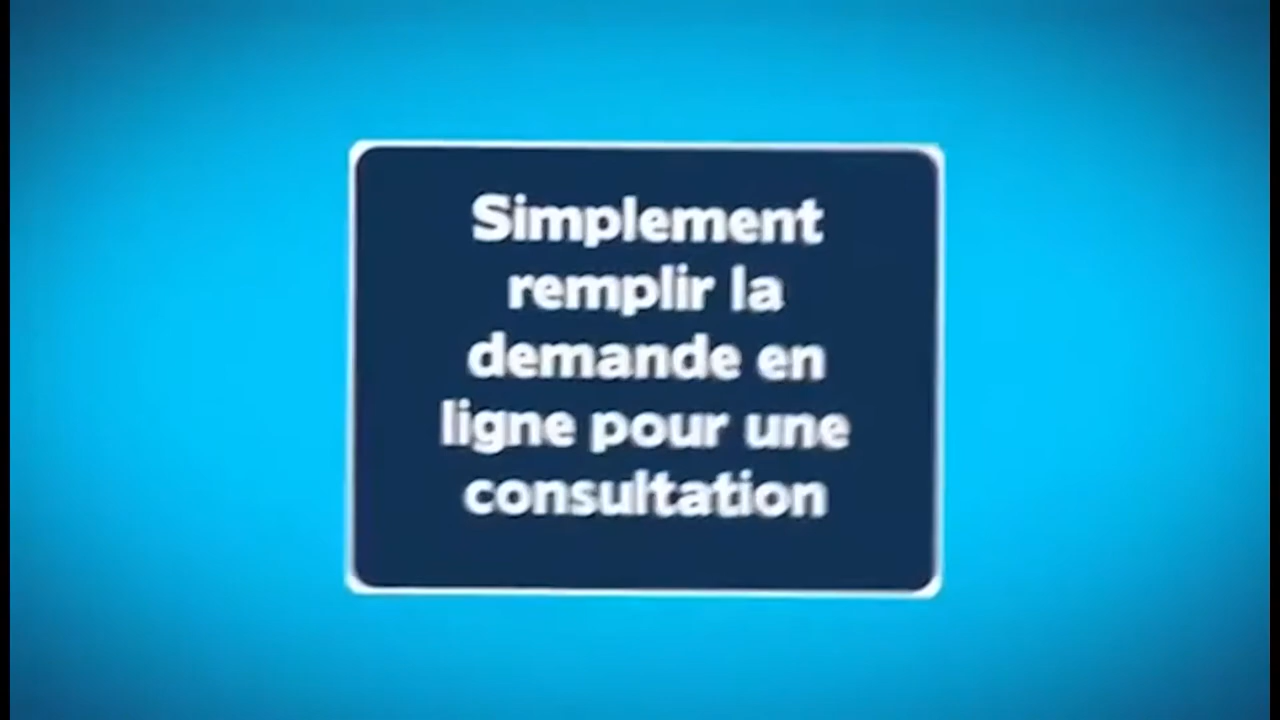 Simplement
remplir la
demande en
ligne pour une
consultation